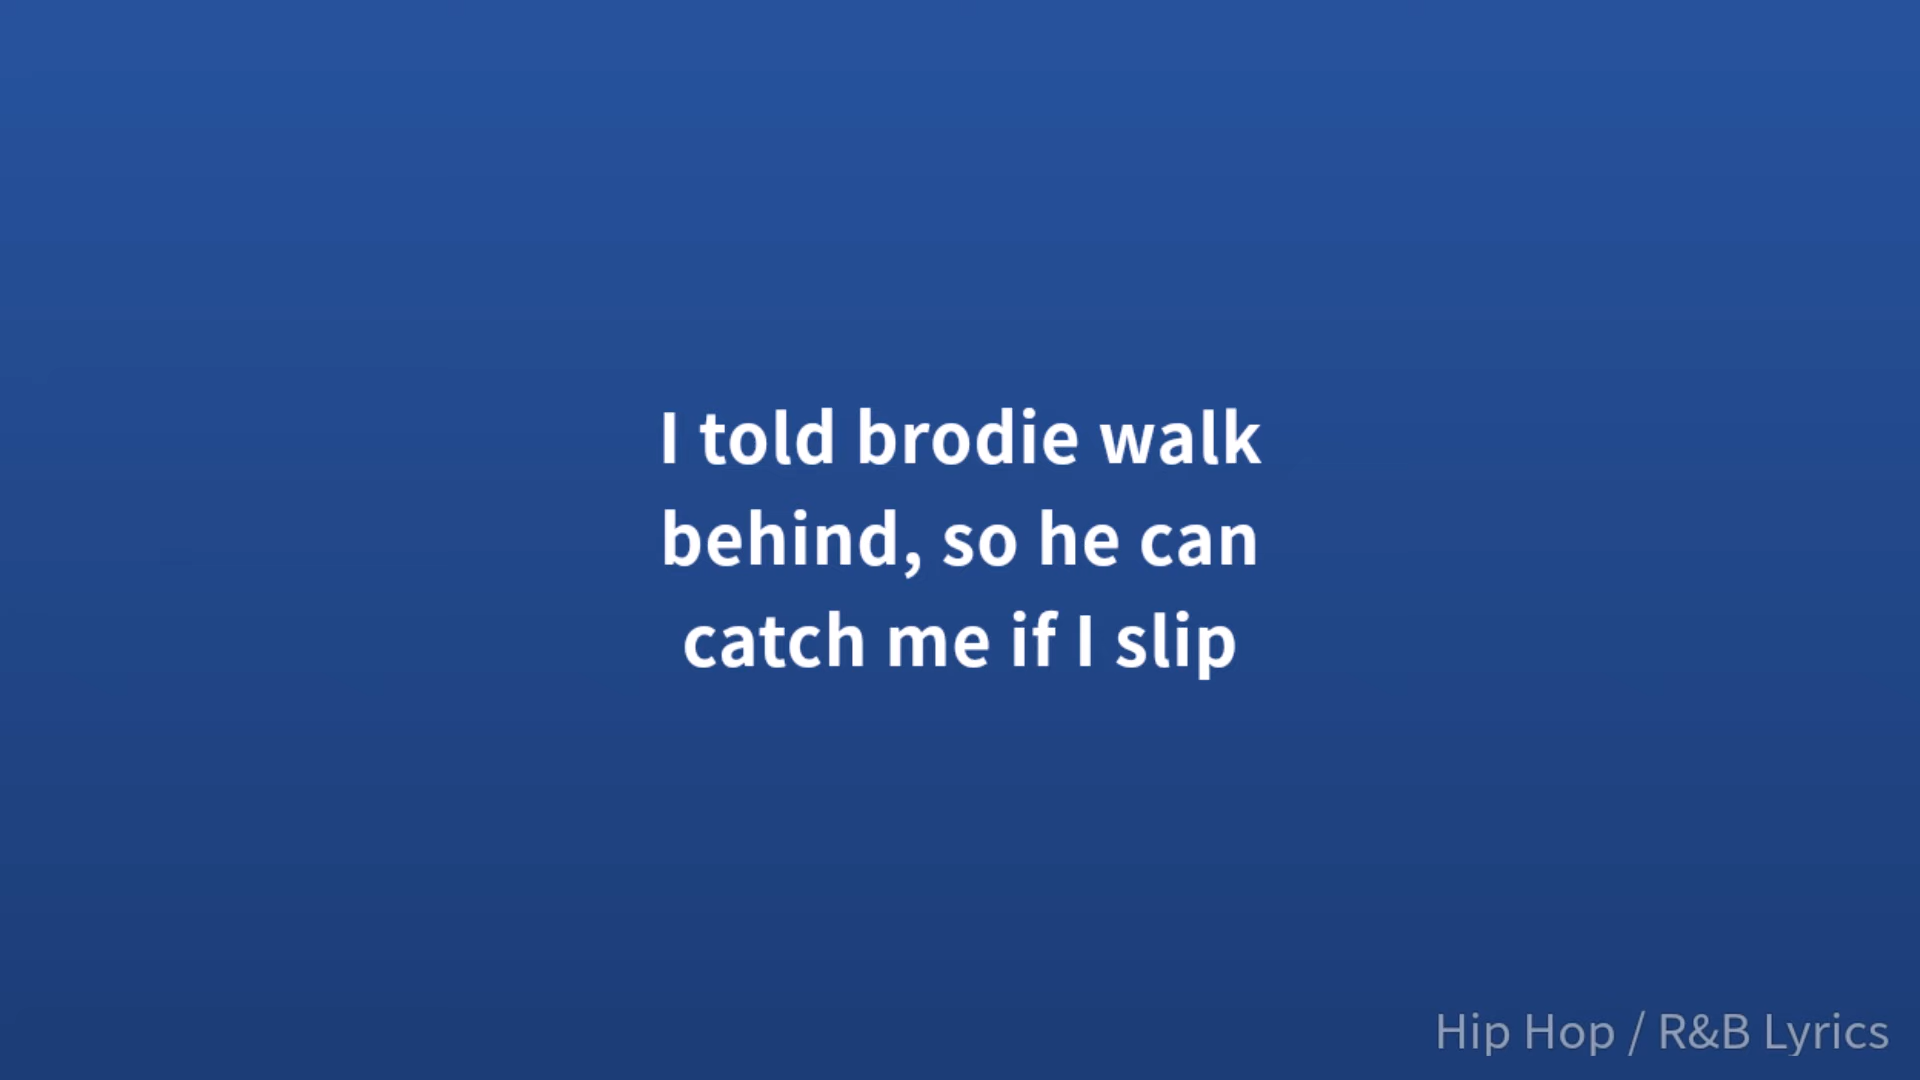 I told brodie walk
behind, so he can
catch me if I slip
Hip Hop / R&B Lyrics